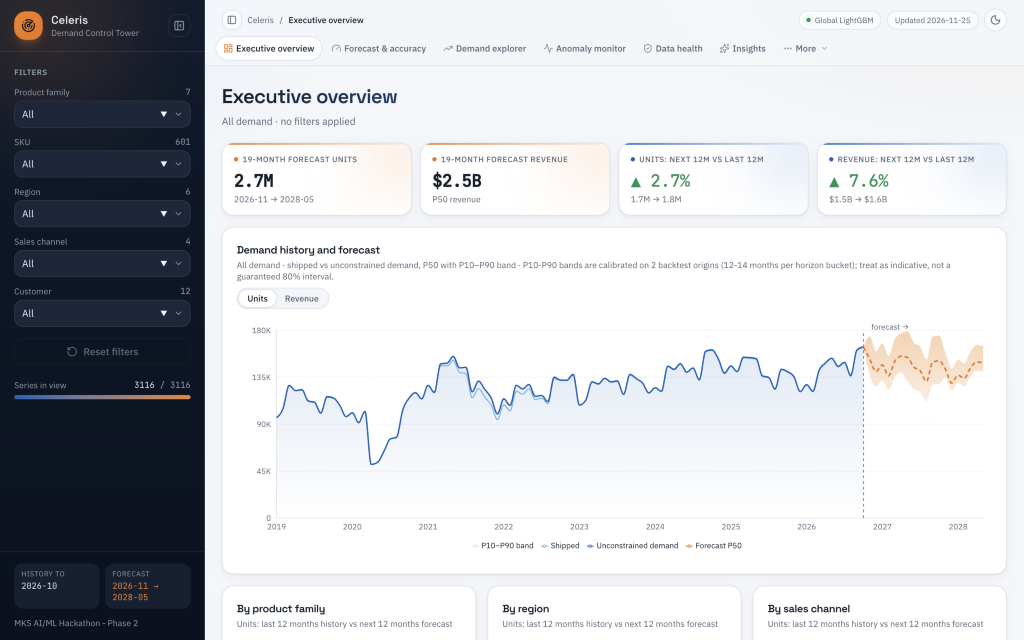 Celeris
Demand Control Tower
FILTERS
Product family 7
All
SKU 601
All
Region 6
All
Sales channel 4
All
Customer 12
All
Reset filters
Series in view 3116 / 3116
HISTORY TO
2026-10
FORECAST
2026-11 →
2028-05
MKS AI/ML Hackathon - Phase 2
Celeris / Executive overview
Global LightGBM
Updated 2026-11-25
Executive overview
Forecast & accuracy
Demand explorer
Anomaly monitor
Data health
Insights
More
Executive overview
All demand · no filters applied
19-MONTH FORECAST UNITS
2.7M
2026-11 → 2028-05
19-MONTH FORECAST REVENUE
$2.5B
P50 revenue
UNITS: NEXT 12M VS LAST 12M
▲ 2.7%
1.7M → 1.8M
REVENUE: NEXT 12M VS LAST 12M
▲ 7.6%
$1.5B → $1.6B
Demand history and forecast
All demand · shipped vs unconstrained demand, P50 with P10–P90 band · P10-P90 bands are calibrated on 2 backtest origins (12-14 months per horizon bucket); treat as indicative, not a
guaranteed 80% interval.
Units Revenue
forecast →
180K
135K
90K
45K
0
2019 2020 2021 2022 2023 2024 2025 2026 2027 2028
P10–P90 band Shipped Unconstrained demand Forecast P50
By product family
Units: last 12 months history vs next 12 months forecast
By region
Units: last 12 months history vs next 12 months forecast
By sales channel
Units: last 12 months history vs next 12 months forecast